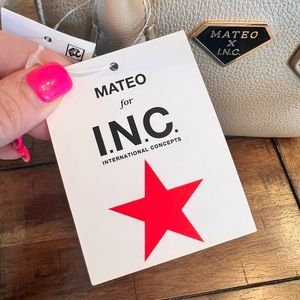 MATEO
for
I.N.C.
INTERNATIONAL CONCEPTS
MATEO
X
I.N.C.